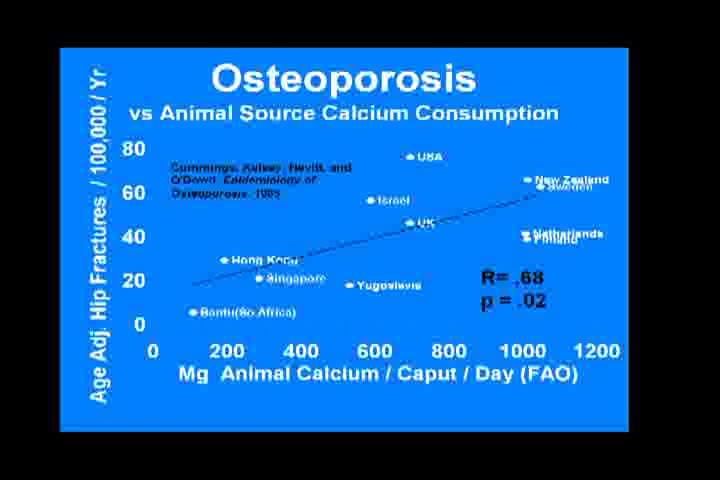 Osteoporosis
vs Animal Source Calcium Consumption
Age Adj. Hip Fractures / 100,000 / Yr
80
60
40
20
0
Cummings, Kelsey, Nevitt, and
O'Dowd, Epidemiology of
Osteoporosis, 1985
USA
New Zealand
Sweden
Israel
UK
Netherlands
Finland
Hong Kong
Singapore
Yugoslavia
Bantu(So.Africa)
R= .68
p = .02
0 200 400 600 800 1000 1200
Mg Animal Calcium / Caput / Day (FAO)